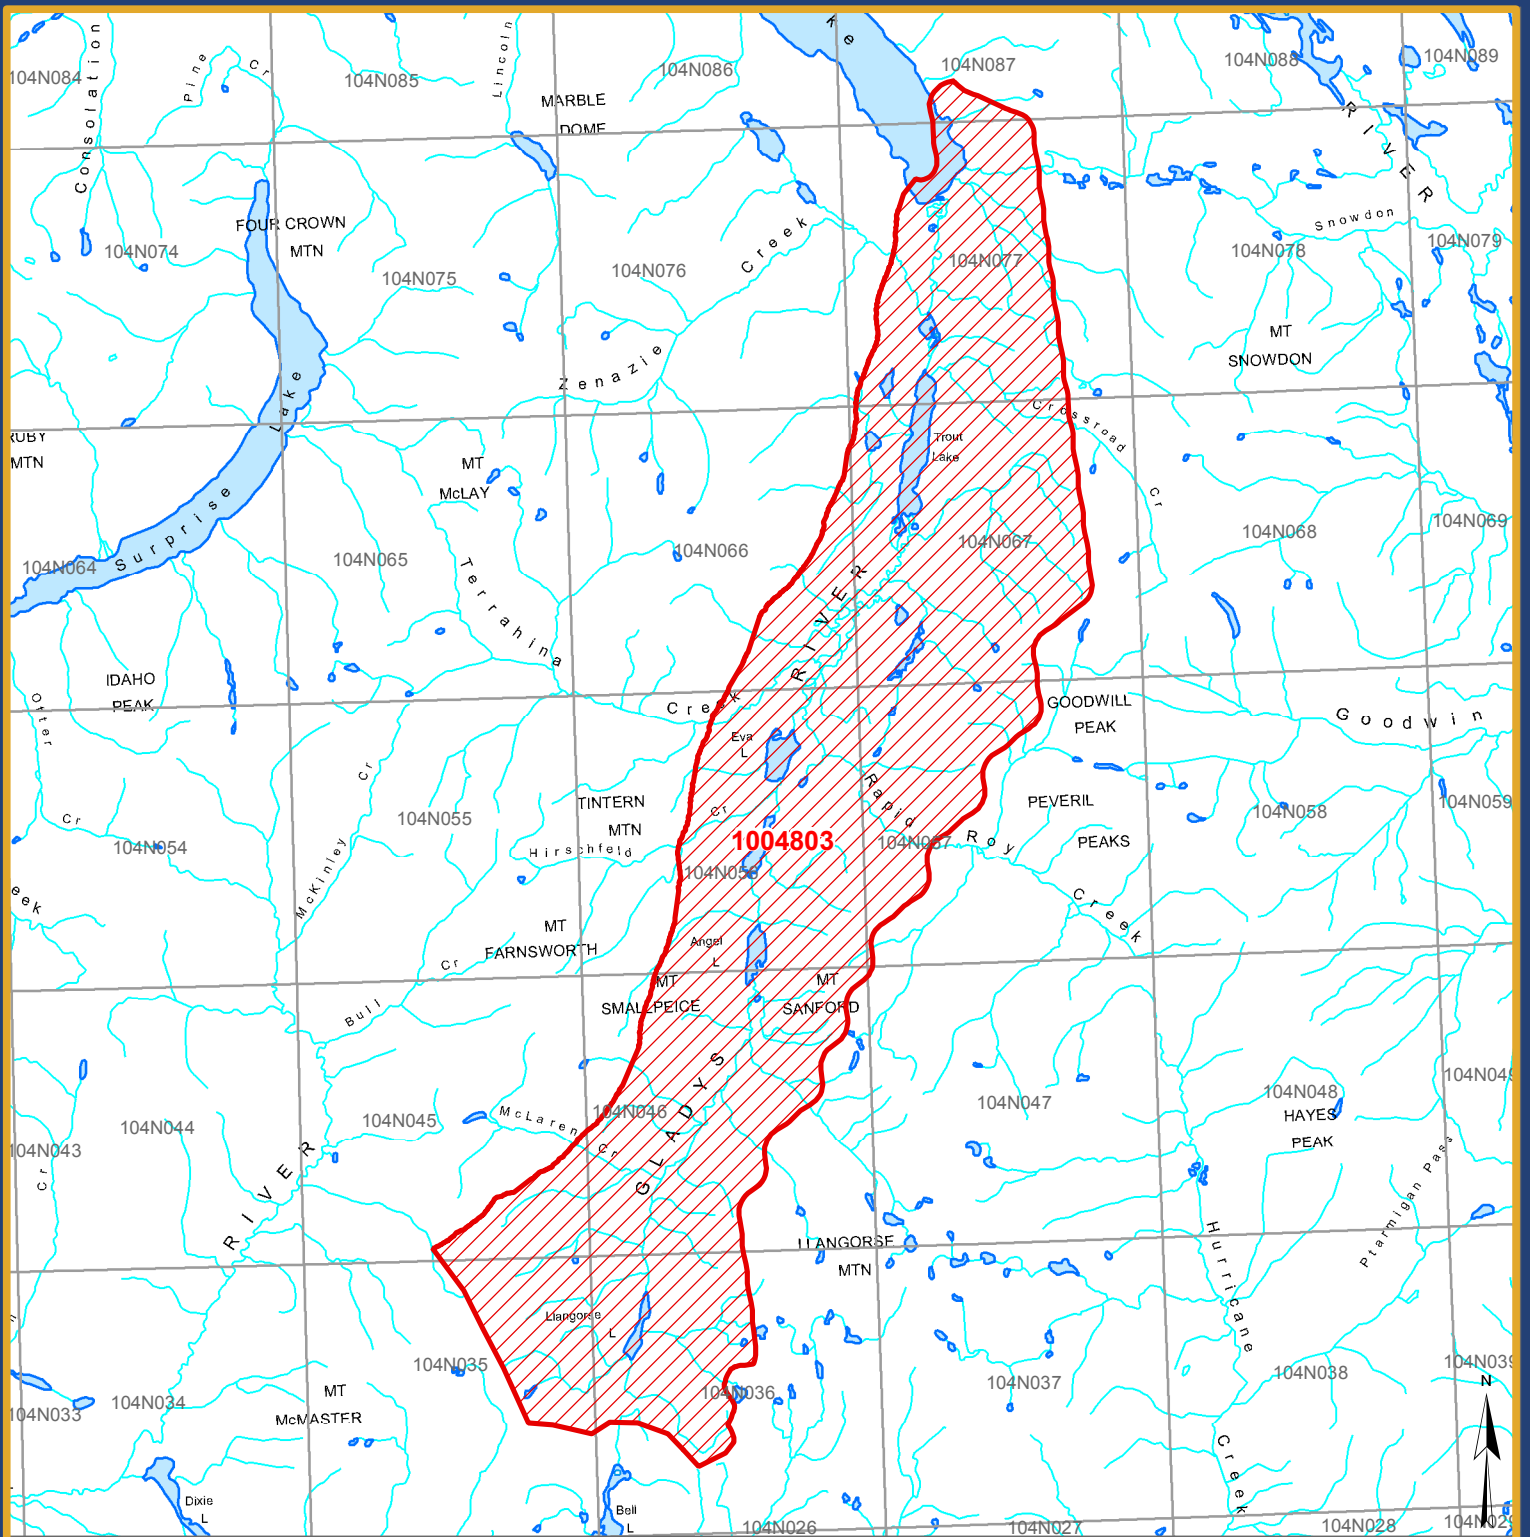 ke
104N084
Consolation
Pine
Cr
104N085
Lincoln
104N086
104N087
104N088
104N089
MARBLE
DOME
RIVER
FOUR CROWN
MTN
104N074
104N075
104N076
Creek
104N077
Snowdon
104N078
104N079
MT
SNOWDON
Zenazie
Surprise Lake
RUBY
MTN
MT
McLAY
Trout
Lake
Crossroad
Cr
104N064
104N065
104N066
104N067
104N068
104N069
Terrahina
Creek
RIVER
IDAHO
PEAK
Otter
Cr
GOODWILL
PEAK
Goodwin
Eva
L
Cr
TINTERN
MTN
Hirschfeld
Cr
Rapid
Roy
Creek
PEVERIL
PEAKS
104N054
104N055
1004803
104N056
104N057
104N058
104N059
McKinley
eek
MT
FARNSWORTH
Cr
Bull
Angel
L
MT
SMALLPEICE
MT
SANFORD
GLADYS
104N043
104N044
104N045
104N046
104N047
104N048
HAYES
PEAK
McLaren
Cr
Cr
RIVER
LLANGORSE
MTN
Hurricane
Creek
Ptarmigan Pass
Llangorse
L
104N033
104N034
104N035
104N036
104N037
104N038
104N039
N
MT
McMASTER
Dixie
L
Bell
L
104N026
104N027
104N028
104N029